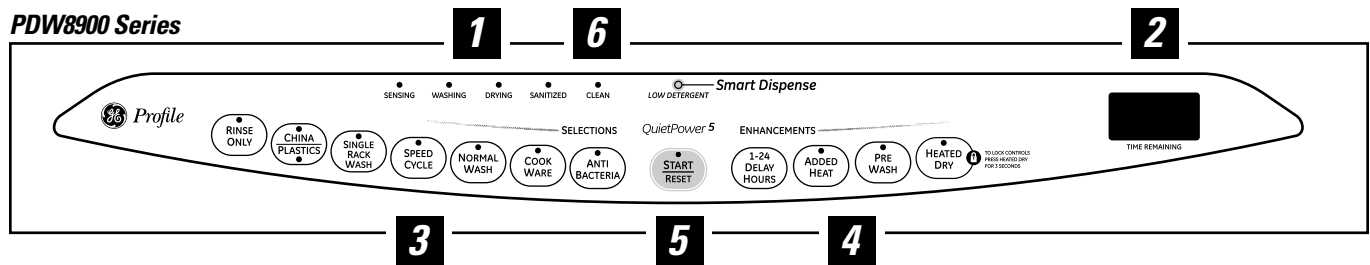 PDW8900 Series
1
6
2
SENSING
WASHING
DRYING
SANITIZED
CLEAN
LOW DETERGENT
Smart Dispense
GE Profile
SELECTIONS
QuietPower 5
ENHANCEMENTS
RINSE
ONLY
CHINA
PLASTICS
SINGLE
RACK
WASH
SPEED
CYCLE
NORMAL
WASH
COOK
WARE
ANTI
BACTERIA
START
RESET
1-24
DELAY
HOURS
ADDED
HEAT
PRE
WASH
HEATED
DRY
TO LOCK CONTROLS
PRESS HEATED DRY
FOR 3 SECONDS
TIME REMAINING
3
5
4